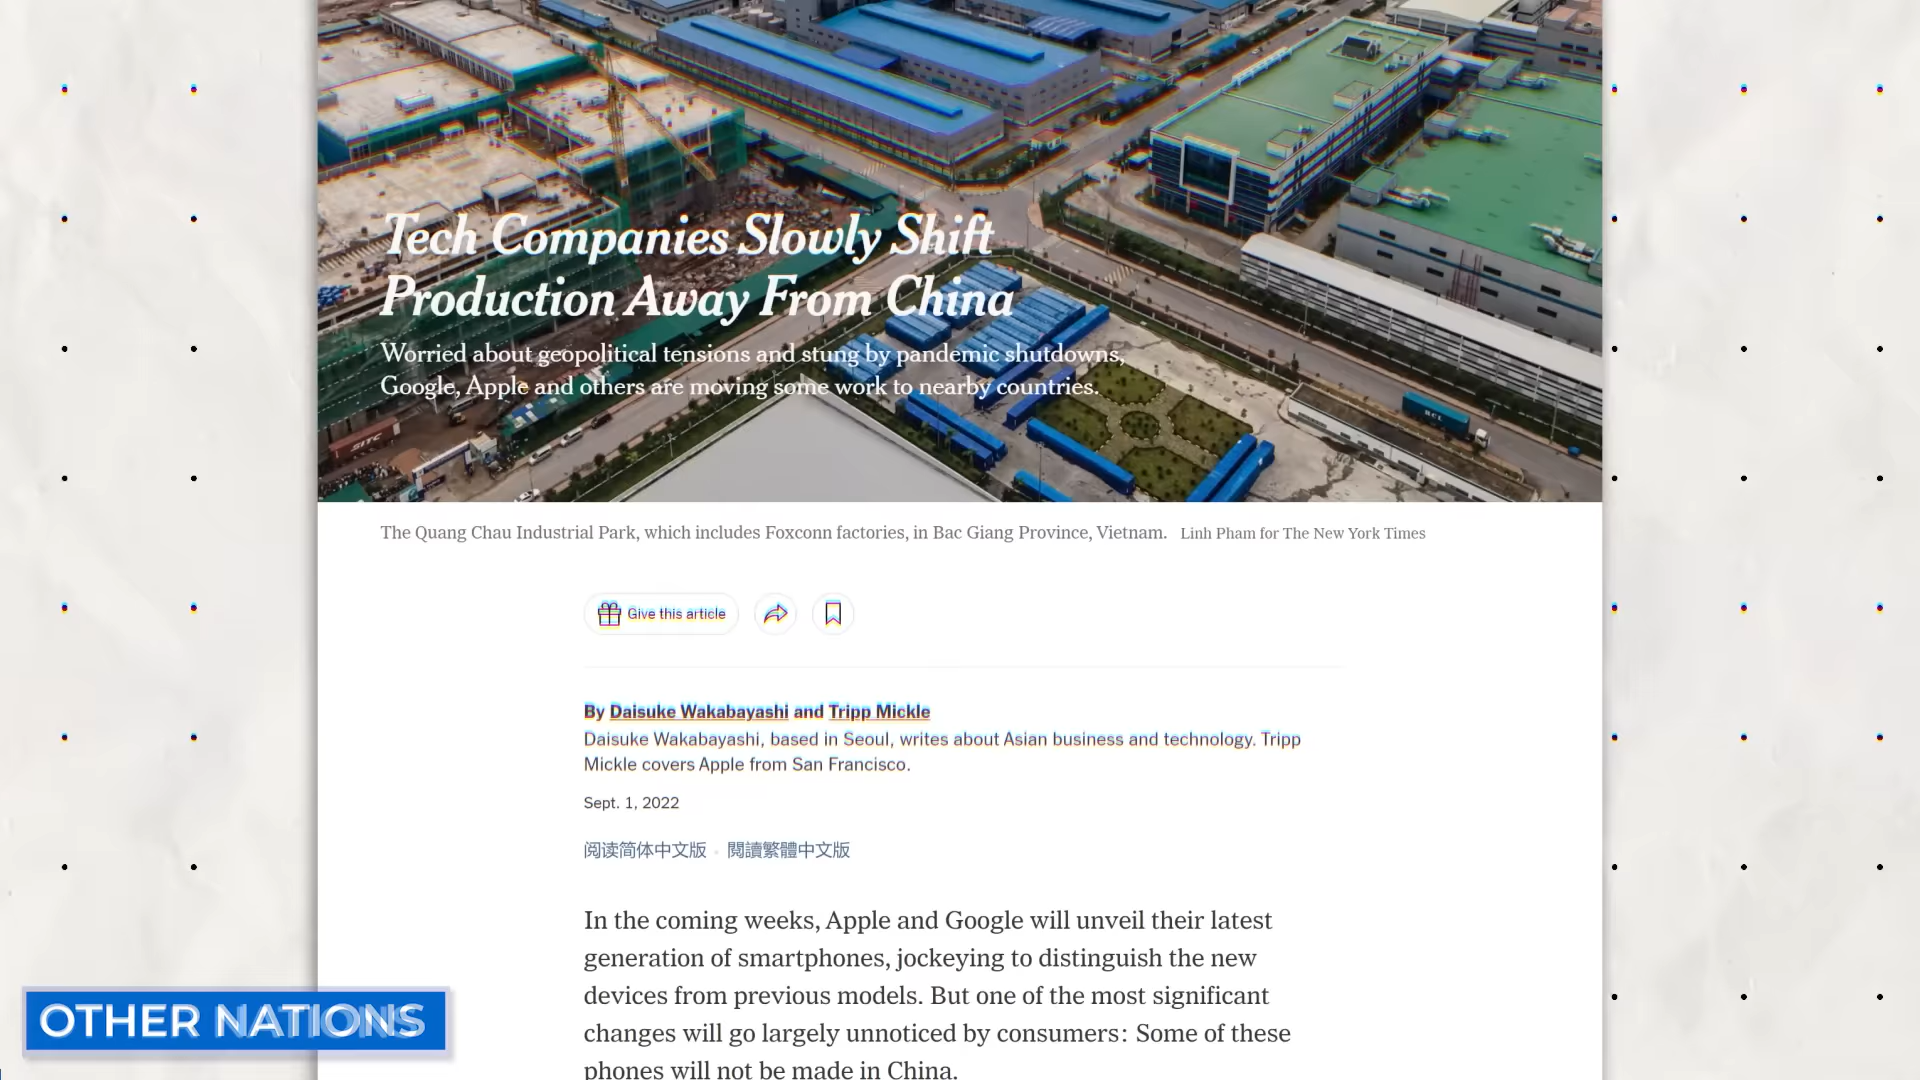 Tech Companies Slowly Shift
Production Away From China
Worried about geopolitical tensions and stung by pandemic shutdowns,
Google, Apple and others are moving some work to nearby countries.
SITC
The Quang Chau Industrial Park, which includes Foxconn factories, in Bac Giang Province, Vietnam. Linh Pham for The New York Times
Give this article
By Daisuke Wakabayashi and Tripp Mickle
Daisuke Wakabayashi, based in Seoul, writes about Asian business and technology. Tripp
Mickle covers Apple from San Francisco.
Sept. 1, 2022
阅读简体中文版 · 閱讀繁體中文版
In the coming weeks, Apple and Google will unveil their latest
generation of smartphones, jockeying to distinguish the new
devices from previous models. But one of the most significant
changes will go largely unnoticed by consumers: Some of these
phones will not be made in China.
OTHER NATIONS